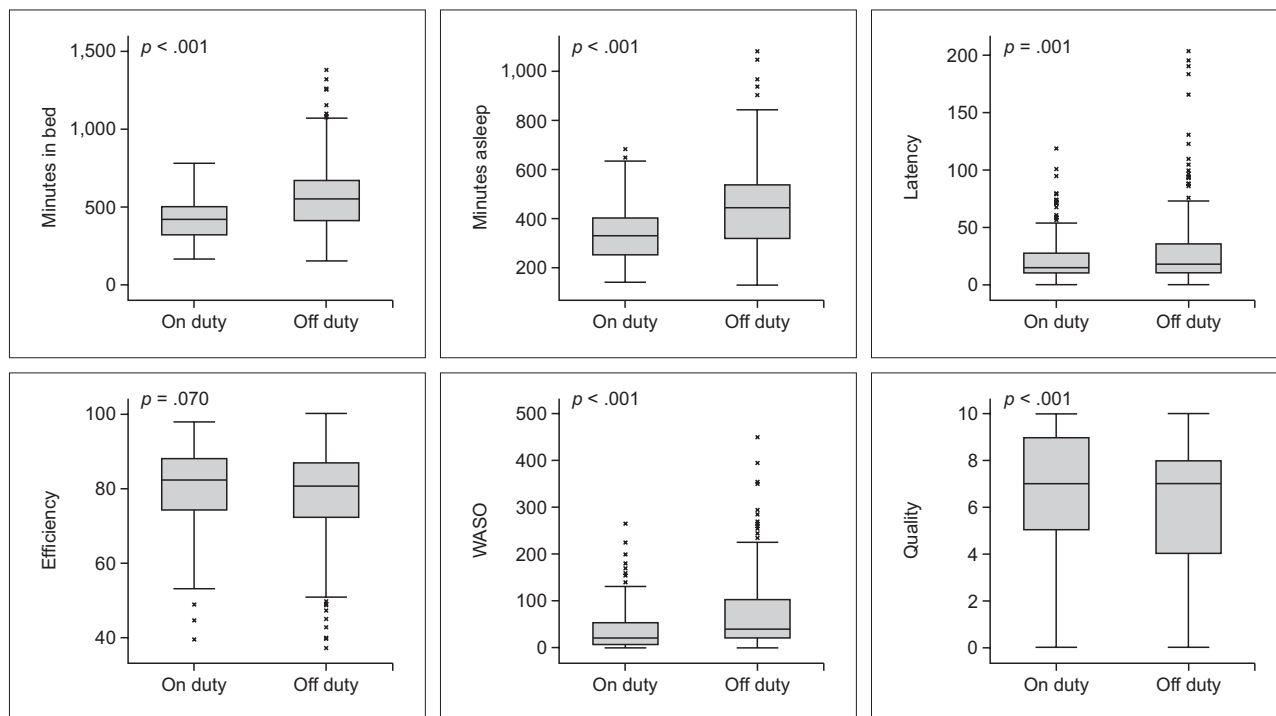 p < .001
1,500
1,000
500
0
Minutes in bed
On duty
Off duty
p < .001
1,000
800
600
400
200
Minutes asleep
On duty
Off duty
p = .001
200
150
100
50
0
Latency
On duty
Off duty
p = .070
100
80
60
40
Efficiency
On duty
Off duty
p < .001
500
400
300
200
100
0
WASO
On duty
Off duty
p < .001
10
8
6
4
2
0
Quality
On duty
Off duty